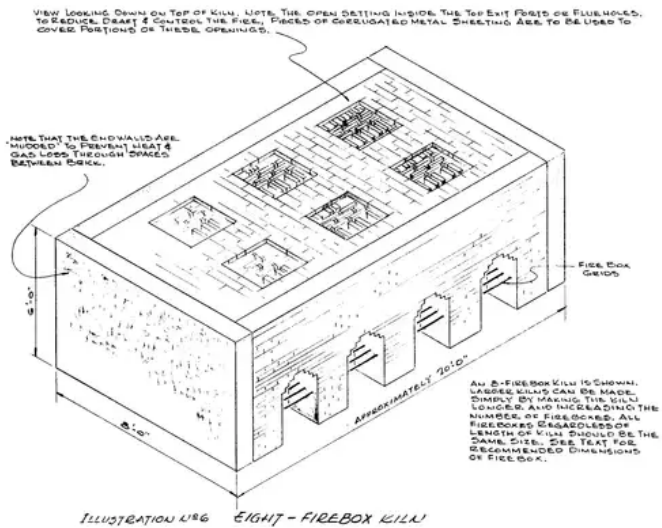 VIEW LOOKING DOWN ON TOP OF KILN. NOTE THE OPEN SETTING INSIDE THE TOP EXIT PORTS OR FLUEHOLES.
TO REDUCE DRAFT & CONTROL THE FIRE, PIECES OF CORRUGATED METAL SHEETING ARE TO BE USED TO
COVER PORTIONS OF THESE OPENINGS.
NOTE THAT THE ENDWALLS ARE
"MUDDED" TO PREVENT HEAT &
GAS LOSS THROUGH SPACES
BETWEEN BRICK.
FIRE BOX
GRIDS
6'-0"
8'-0"
APPROXIMATELY 20'-0"
AN 8-FIREBOX KILN IS SHOWN.
LARGER KILNS CAN BE MADE
SIMPLY BY MAKING THE KILN
LONGER AND INCREASING THE
NUMBER OF FIREBOXES. ALL
FIREBOXES REGARDLESS OF
LENGTH OF KILN SHOULD BE THE
SAME SIZE. SEE TEXT FOR
RECOMMENDED DIMENSIONS
OF FIREBOX.
ILLUSTRATION Nº6 EIGHT-FIREBOX KILN